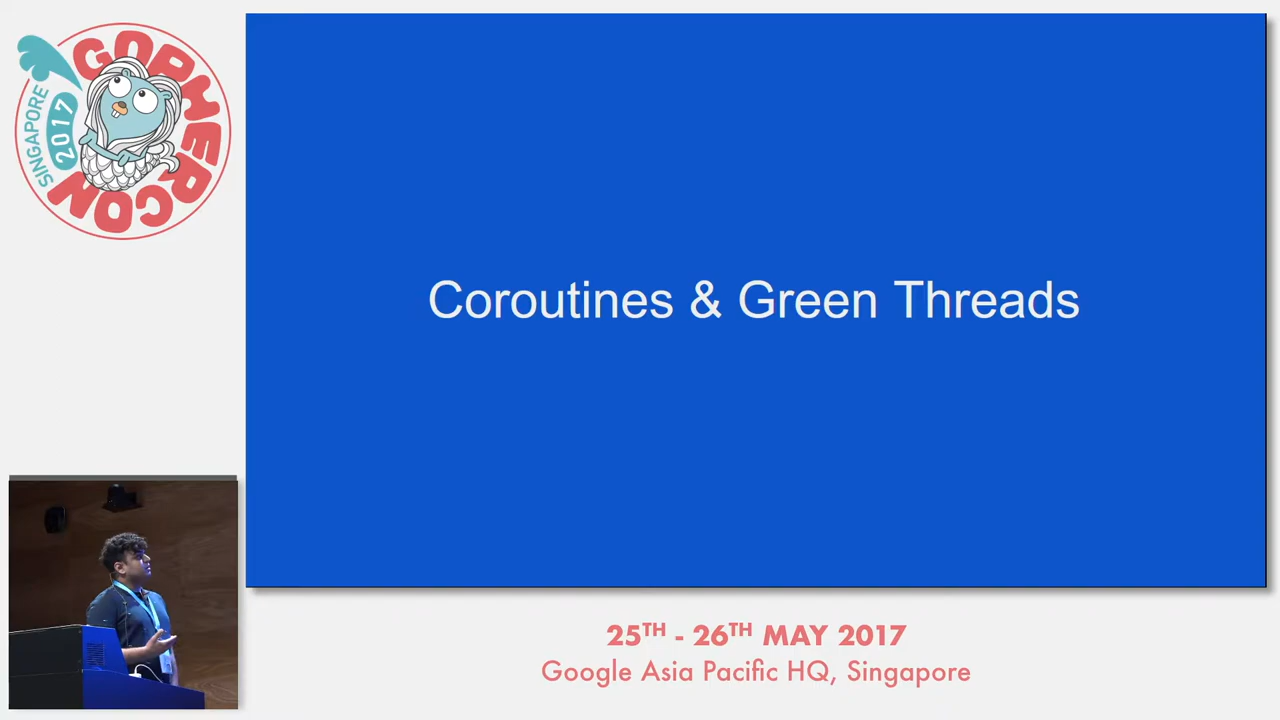 GOPHERCON
SINGAPORE
2017
Coroutines & Green Threads
25TH - 26TH MAY 2017
Google Asia Pacific HQ, Singapore